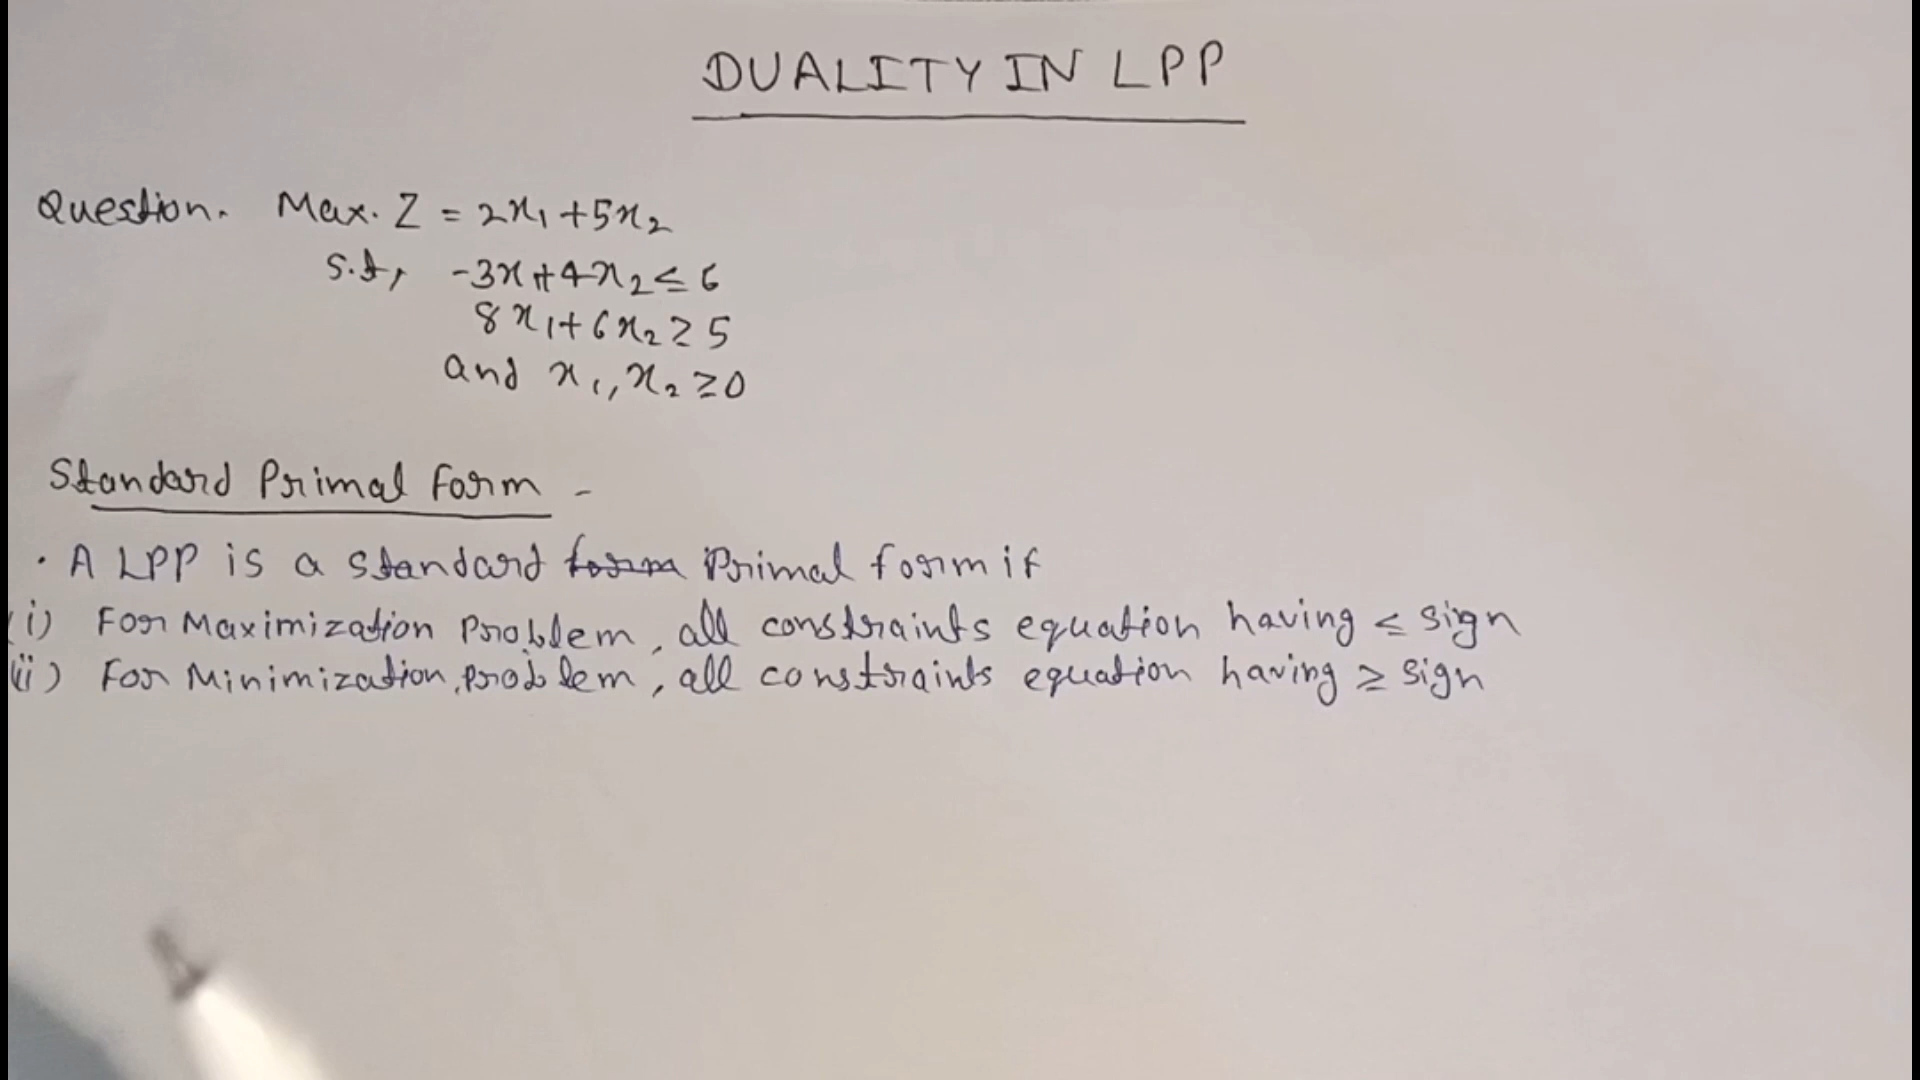 DUALITY IN LPP
Question. Max. Z = 2x₁+5x₂
s.t, -3x₁+4x₂ ≤ 6
8x₁+6x₂ ≥ 5
and x₁, x₂ ≥ 0
Standard Primal Form -
· A LPP is a standard form Primal form if
(i) For Maximization Problem, all constraints equation having ≤ sign
(ii) For Minimization, problem, all constraints equation having ≥ sign